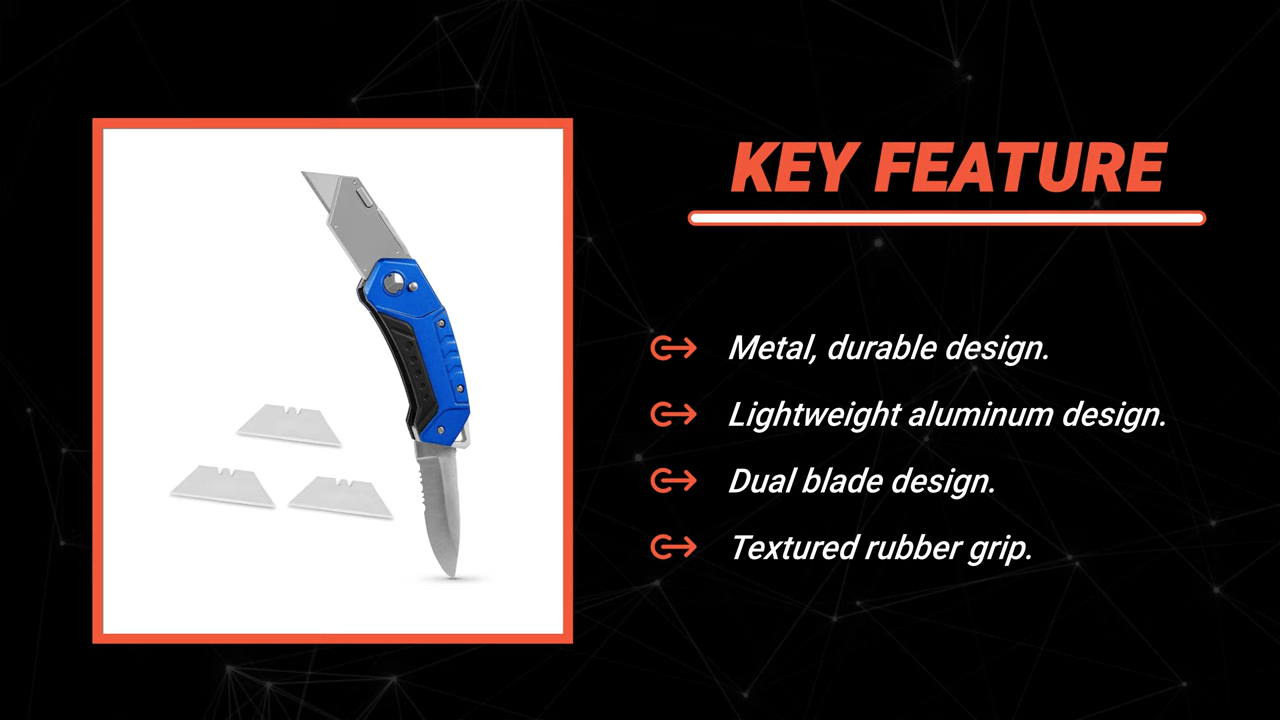 KEY FEATURE
Metal, durable design.
Lightweight aluminum design.
Dual blade design.
Textured rubber grip.